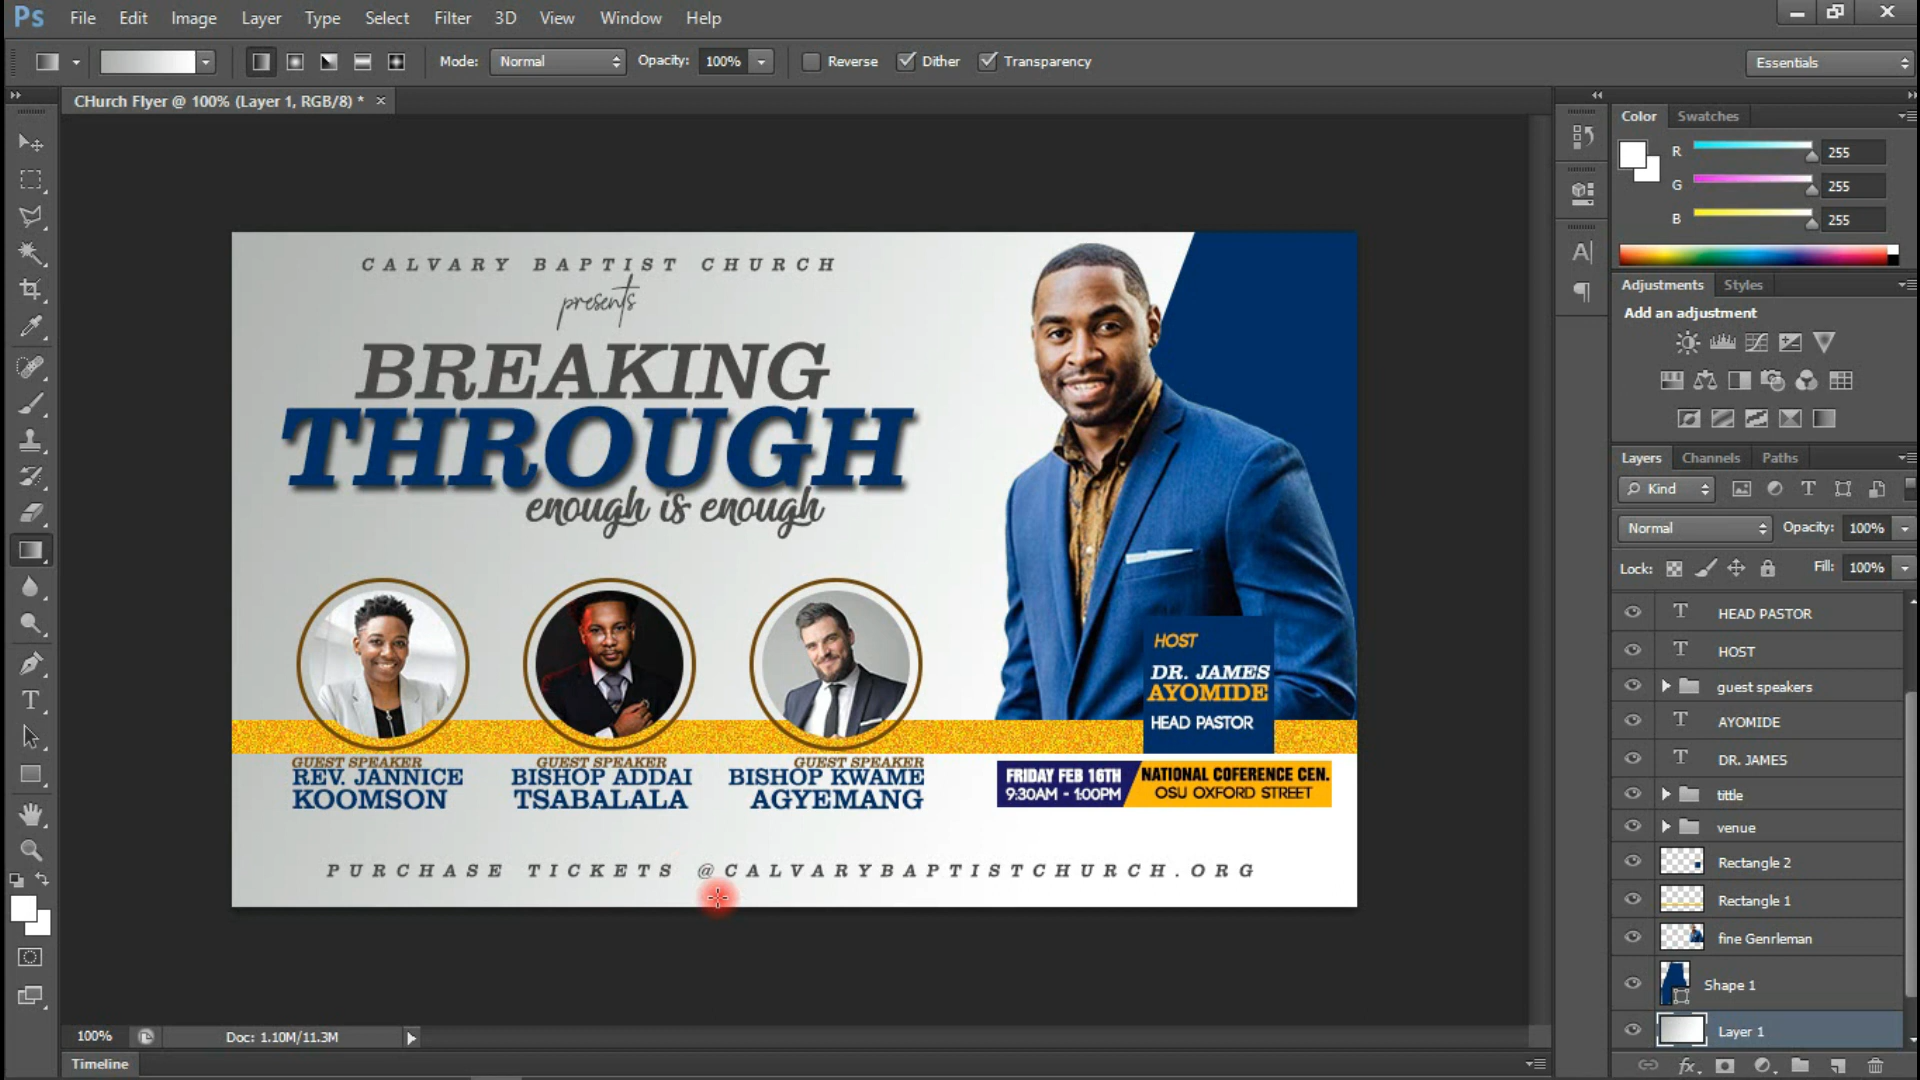 Ps File Edit Image Layer Type Select Filter 3D View Window Help
Mode: Normal Opacity: 100% Reverse Dither Transparency Essentials
CHurch Flyer @ 100% (Layer 1, RGB/8) * ×
CALVARY BAPTIST CHURCH
presents
BREAKING
THROUGH
enough is enough
HOST
DR. JAMES
AYOMIDE
HEAD PASTOR
GUEST SPEAKER
REV. JANNICE
KOOMSON
GUEST SPEAKER
BISHOP ADDAI
TSABALALA
GUEST SPEAKER
BISHOP KWAME
AGYEMANG
FRIDAY FEB 16TH
9:30AM - 1:00PM
NATIONAL COFERENCE CEN.
OSU OXFORD STREET
PURCHASE TICKETS @CALVARYBAPTISTCHURCH.ORG
100% Doc: 1.10M/11.3M
Timeline
Color Swatches
R 255
G 255
B 255
Adjustments Styles
Add an adjustment
Layers Channels Paths
Kind
Normal Opacity: 100%
Lock: Fill: 100%
HEAD PASTOR
HOST
guest speakers
AYOMIDE
DR. JAMES
tittle
venue
Rectangle 2
Rectangle 1
fine Genrleman
Shape 1
Layer 1
fx